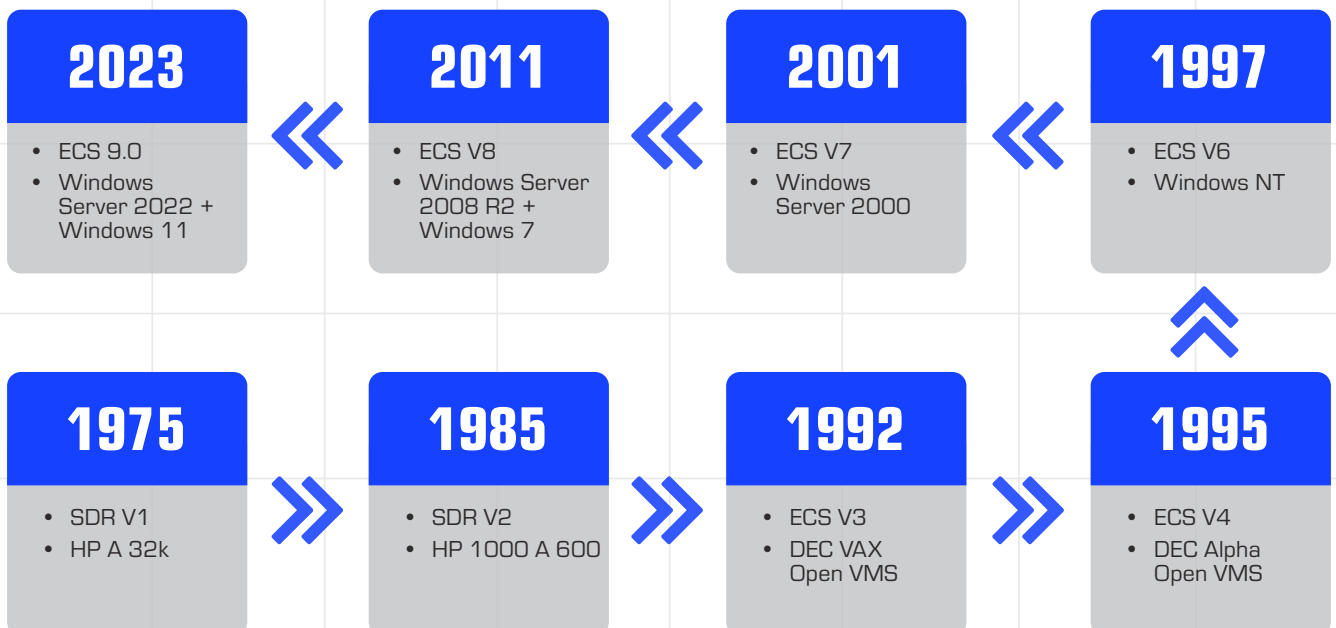 2023
• ECS 9.0
• Windows
Server 2022 +
Windows 11
2011
• ECS V8
• Windows Server
2008 R2 +
Windows 7
2001
• ECS V7
• Windows
Server 2000
1997
• ECS V6
• Windows NT
1975
• SDR V1
• HP A 32k
1985
• SDR V2
• HP 1000 A 600
1992
• ECS V3
• DEC VAX
Open VMS
1995
• ECS V4
• DEC Alpha
Open VMS